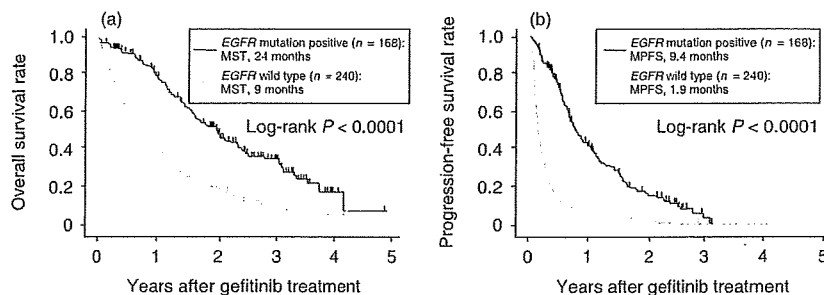 (a)
EGFR mutation positive (n = 168):
MST, 24 months
EGFR wild type (n = 240):
MST, 9 months
Log-rank P < 0.0001
Overall survival rate
1.0
0.8
0.6
0.4
0.2
0
0 1 2 3 4 5
Years after gefitinib treatment
(b)
EGFR mutation positive (n = 168):
MPFS, 9.4 months
EGFR wild type (n = 240):
MPFS, 1.9 months
Log-rank P < 0.0001
Progression-free survival rate
1.0
0.8
0.6
0.4
0.2
0
0 1 2 3 4 5
Years after gefitinib treatment